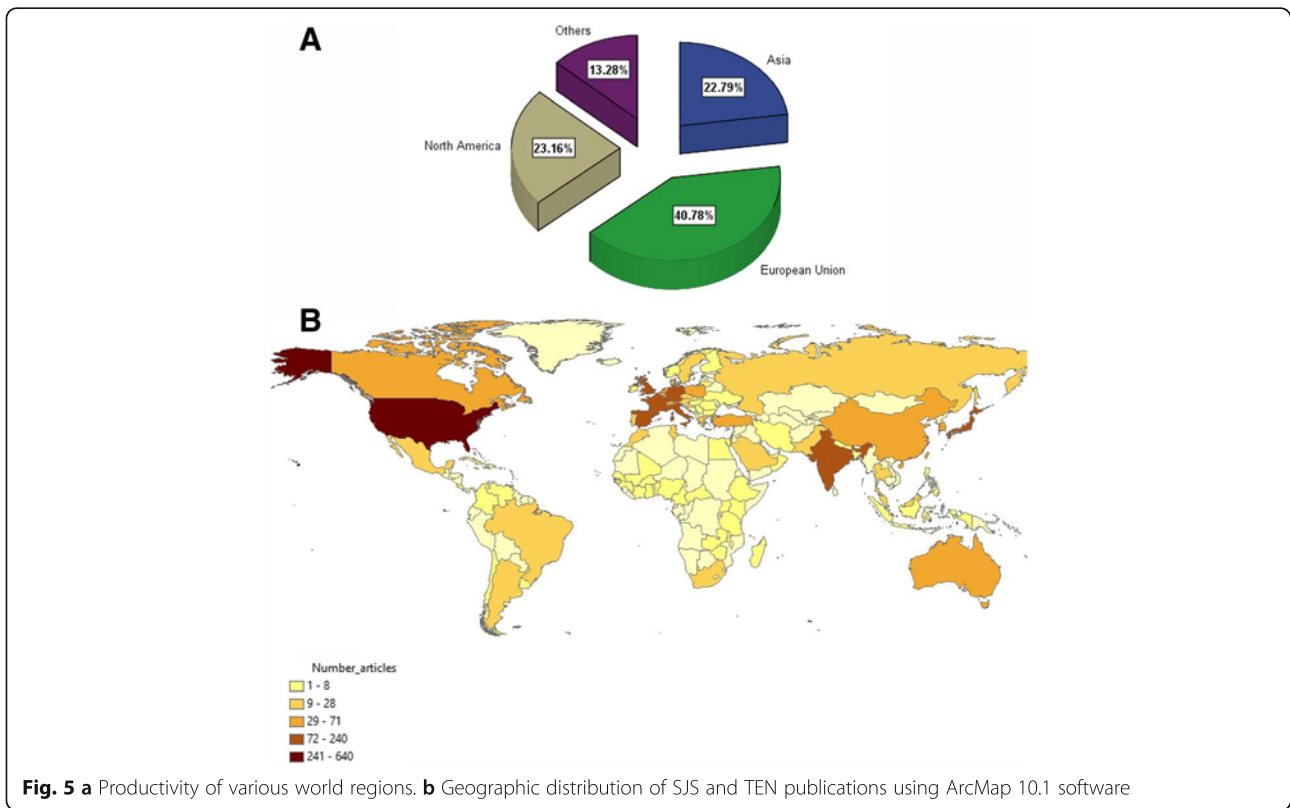 A
Others
13.28%
Asia
22.79%
North America
23.16%
40.78%
European Union
B
Number_articles
1 - 8
9 - 28
29 - 71
72 - 240
241 - 640
Fig. 5 a Productivity of various world regions. b Geographic distribution of SJS and TEN publications using ArcMap 10.1 software